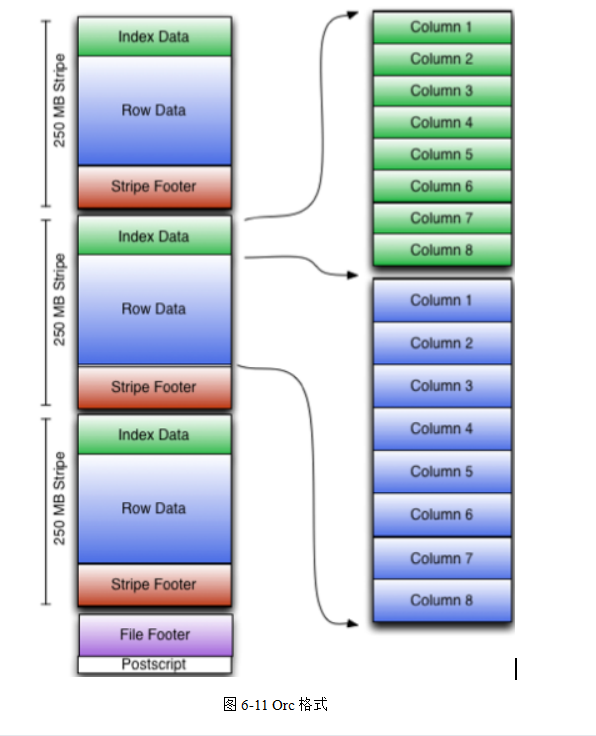 250 MB Stripe
Index Data
Row Data
Stripe Footer
250 MB Stripe
Index Data
Row Data
Stripe Footer
250 MB Stripe
Index Data
Row Data
Stripe Footer
File Footer
Postscript
Column 1
Column 2
Column 3
Column 4
Column 5
Column 6
Column 7
Column 8
Column 1
Column 2
Column 3
Column 4
Column 5
Column 6
Column 7
Column 8
图 6-11 Orc 格式